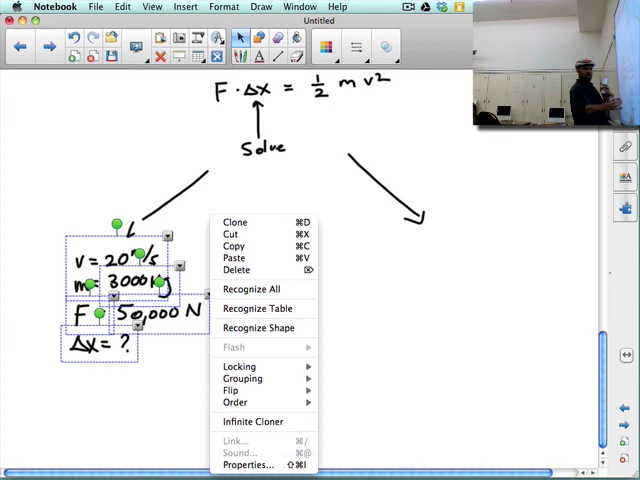 Notebook File Edit View Insert Format Draw Window Help
Untitled
F · Δx = 1/2 m v2
Solve
v = 20 m/s
m = 3000 Kg
F 50,000 N
Δx = ?
Clone ⌘D
Cut ⌘X
Copy ⌘C
Paste ⌘V
Delete ⌦
Recognize All
Recognize Table
Recognize Shape
Flash
Locking
Grouping
Flip
Order
Infinite Cloner
Link... ⌘/
Sound... ⌘@
Properties... ⇧⌘I